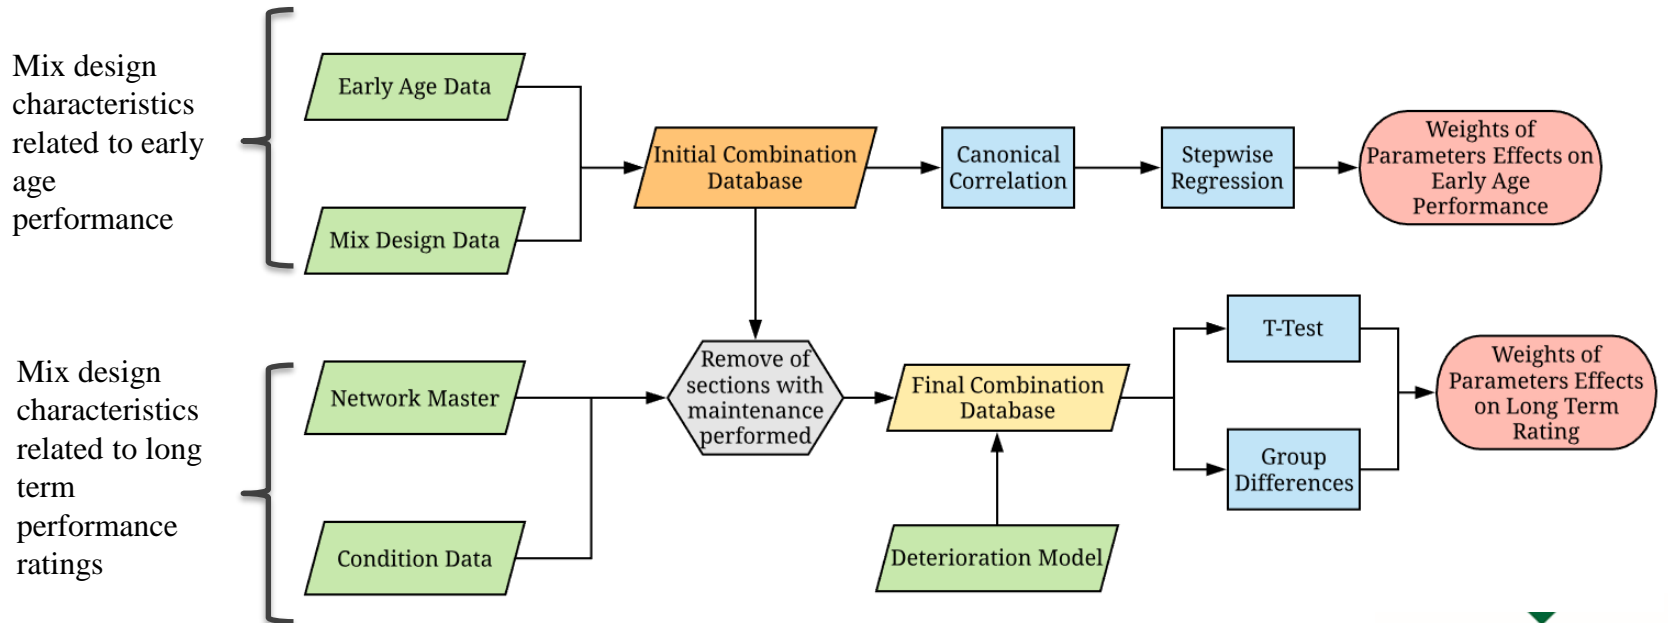 Mix design
characteristics
related to early
age
performance
Early Age Data
Mix Design Data
Initial Combination
Database
Canonical
Correlation
Stepwise
Regression
Weights of
Parameters Effects on
Early Age
Performance
Mix design
characteristics
related to long
term
performance
ratings
Network Master
Condition Data
Remove of
sections with
maintenance
performed
Final Combination
Database
Deterioration Model
T-Test
Group
Differences
Weights of
Parameters Effects
on Long Term
Rating